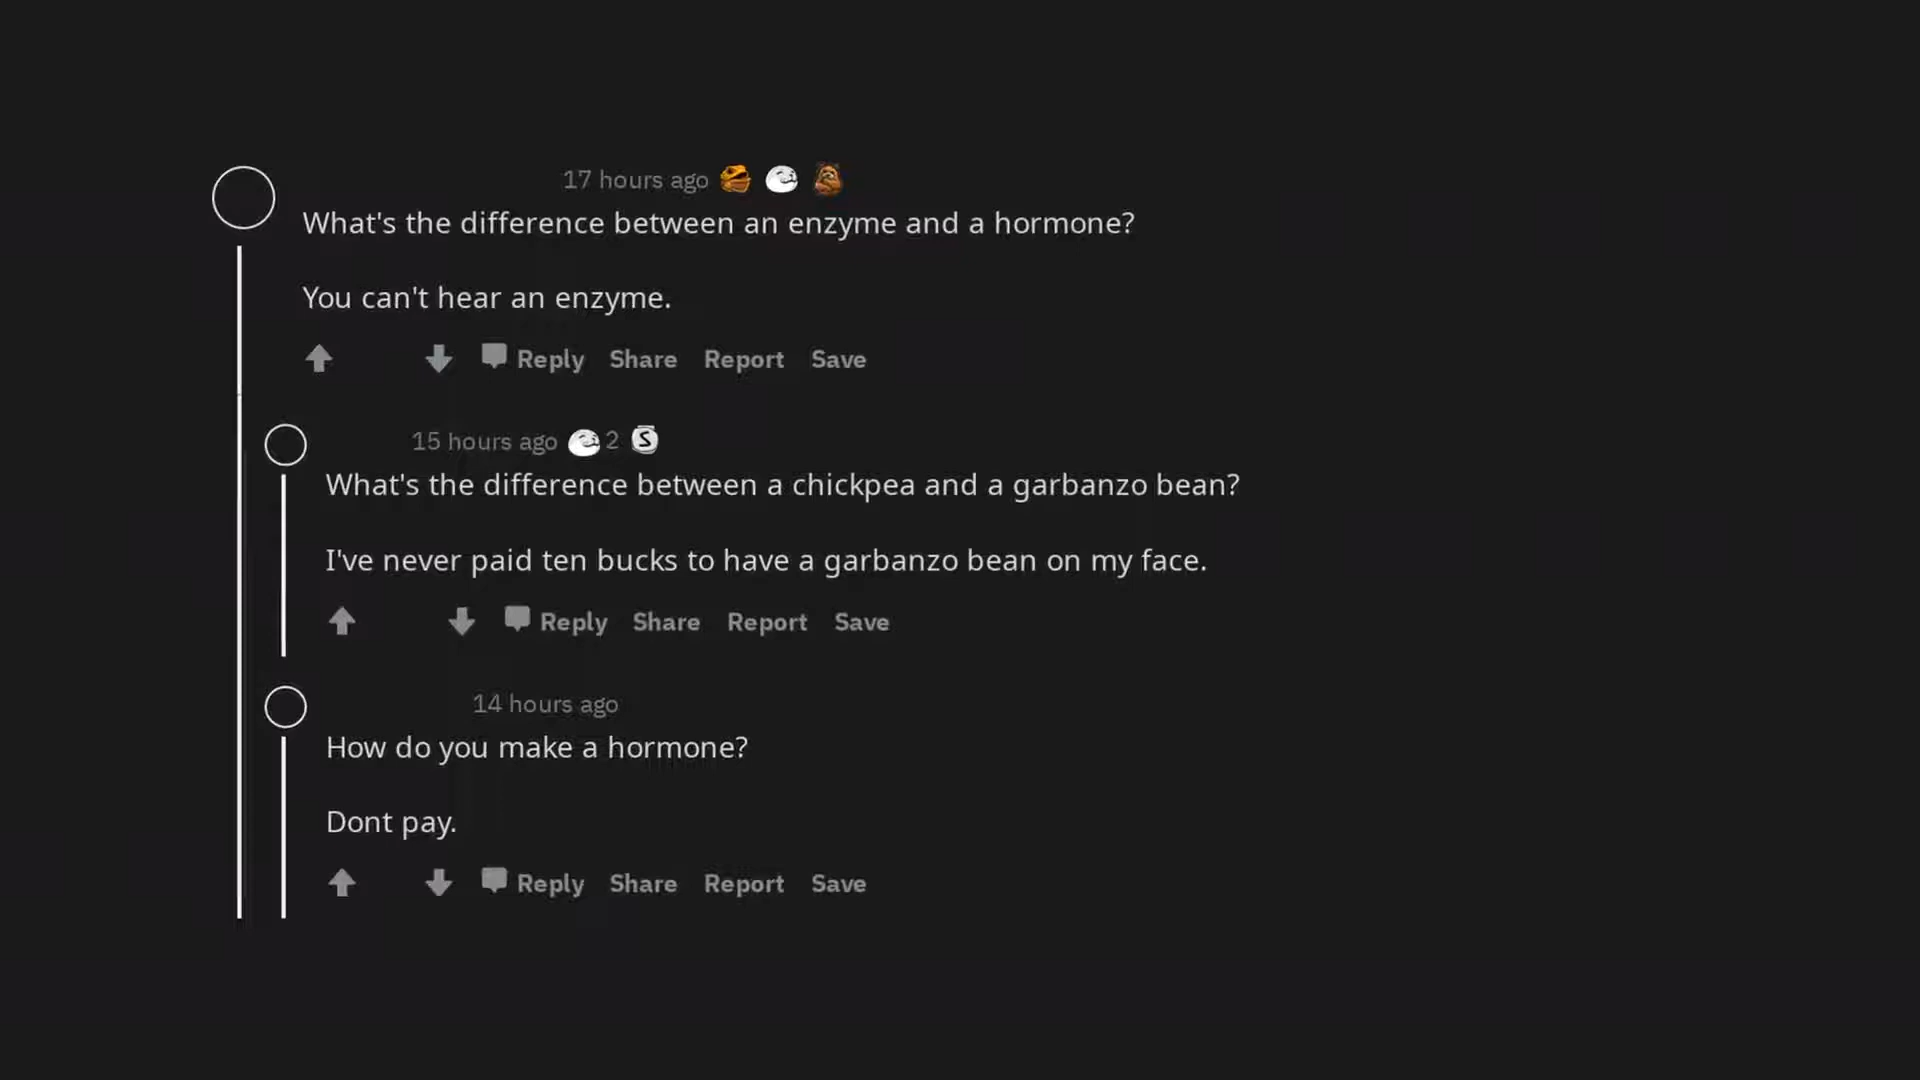 17 hours ago
What's the difference between an enzyme and a hormone?
You can't hear an enzyme.
Reply Share Report Save
15 hours ago 2 S
What's the difference between a chickpea and a garbanzo bean?
I've never paid ten bucks to have a garbanzo bean on my face.
Reply Share Report Save
14 hours ago
How do you make a hormone?
Dont pay.
Reply Share Report Save